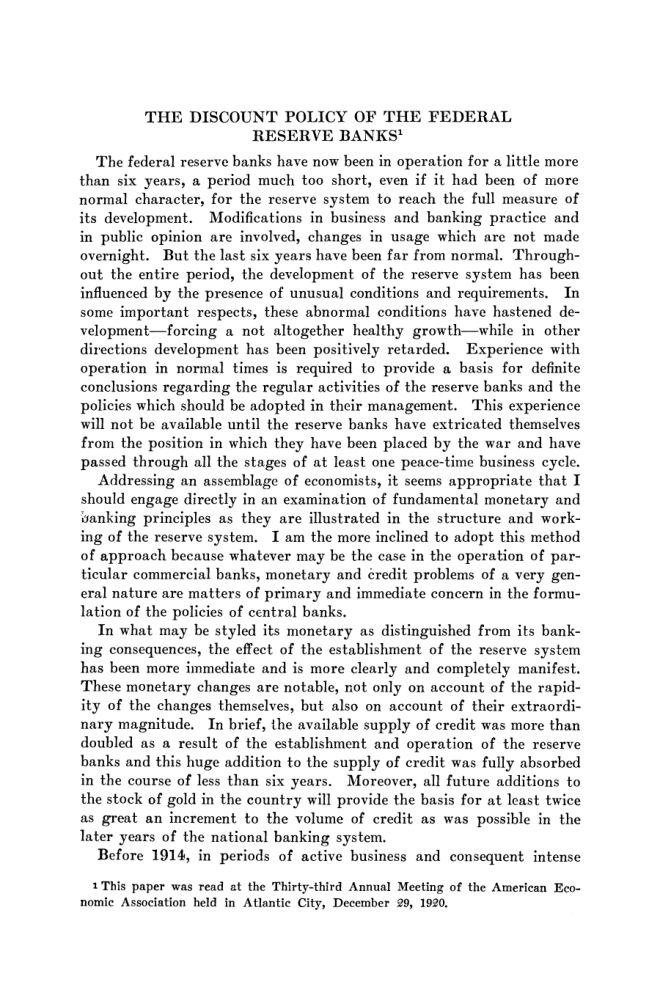 THE DISCOUNT POLICY OF THE FEDERAL
RESERVE BANKS¹
The federal reserve banks have now been in operation for a little more
than six years, a period much too short, even if it had been of more
normal character, for the reserve system to reach the full measure of
its development. Modifications in business and banking practice and
in public opinion are involved, changes in usage which are not made
overnight. But the last six years have been far from normal. Through-
out the entire period, the development of the reserve system has been
influenced by the presence of unusual conditions and requirements. In
some important respects, these abnormal conditions have hastened de-
velopment—forcing a not altogether healthy growth—while in other
directions development has been positively retarded. Experience with
operation in normal times is required to provide a basis for definite
conclusions regarding the regular activities of the reserve banks and the
policies which should be adopted in their management. This experience
will not be available until the reserve banks have extricated themselves
from the position in which they have been placed by the war and have
passed through all the stages of at least one peace-time business cycle.
Addressing an assemblage of economists, it seems appropriate that I
should engage directly in an examination of fundamental monetary and
banking principles as they are illustrated in the structure and work-
ing of the reserve system. I am the more inclined to adopt this method
of approach because whatever may be the case in the operation of par-
ticular commercial banks, monetary and credit problems of a very gen-
eral nature are matters of primary and immediate concern in the formu-
lation of the policies of central banks.
In what may be styled its monetary as distinguished from its bank-
ing consequences, the effect of the establishment of the reserve system
has been more immediate and is more clearly and completely manifest.
These monetary changes are notable, not only on account of the rapid-
ity of the changes themselves, but also on account of their extraordi-
nary magnitude. In brief, the available supply of credit was more than
doubled as a result of the establishment and operation of the reserve
banks and this huge addition to the supply of credit was fully absorbed
in the course of less than six years. Moreover, all future additions to
the stock of gold in the country will provide the basis for at least twice
as great an increment to the volume of credit as was possible in the
later years of the national banking system.
Before 1914, in periods of active business and consequent intense
¹ This paper was read at the Thirty-third Annual Meeting of the American Eco-
nomic Association held in Atlantic City, December 29, 1920.